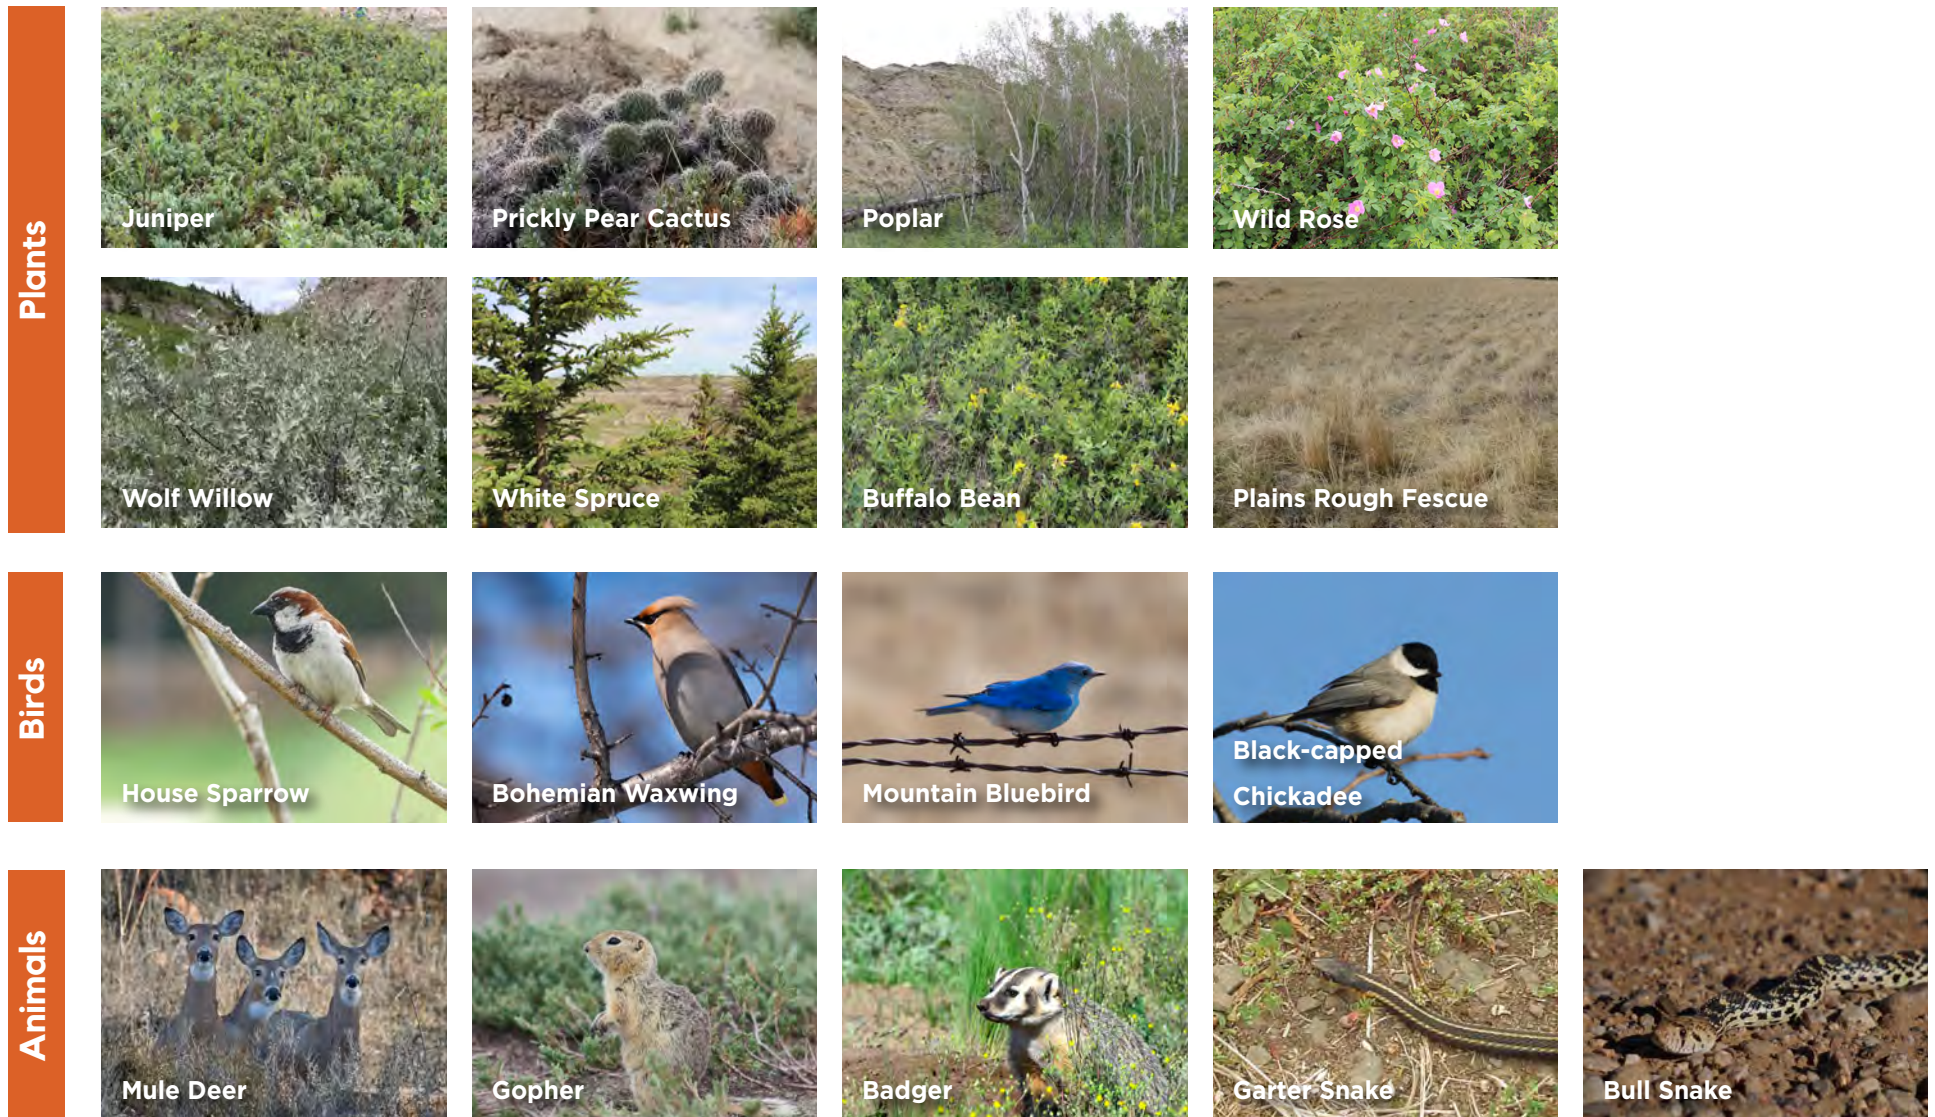 Plants
Juniper
Prickly Pear Cactus
Poplar
Wild Rose
Wolf Willow
White Spruce
Buffalo Bean
Plains Rough Fescue
Birds
House Sparrow
Bohemian Waxwing
Mountain Bluebird
Black-capped
Chickadee
Animals
Mule Deer
Gopher
Badger
Garter Snake
Bull Snake